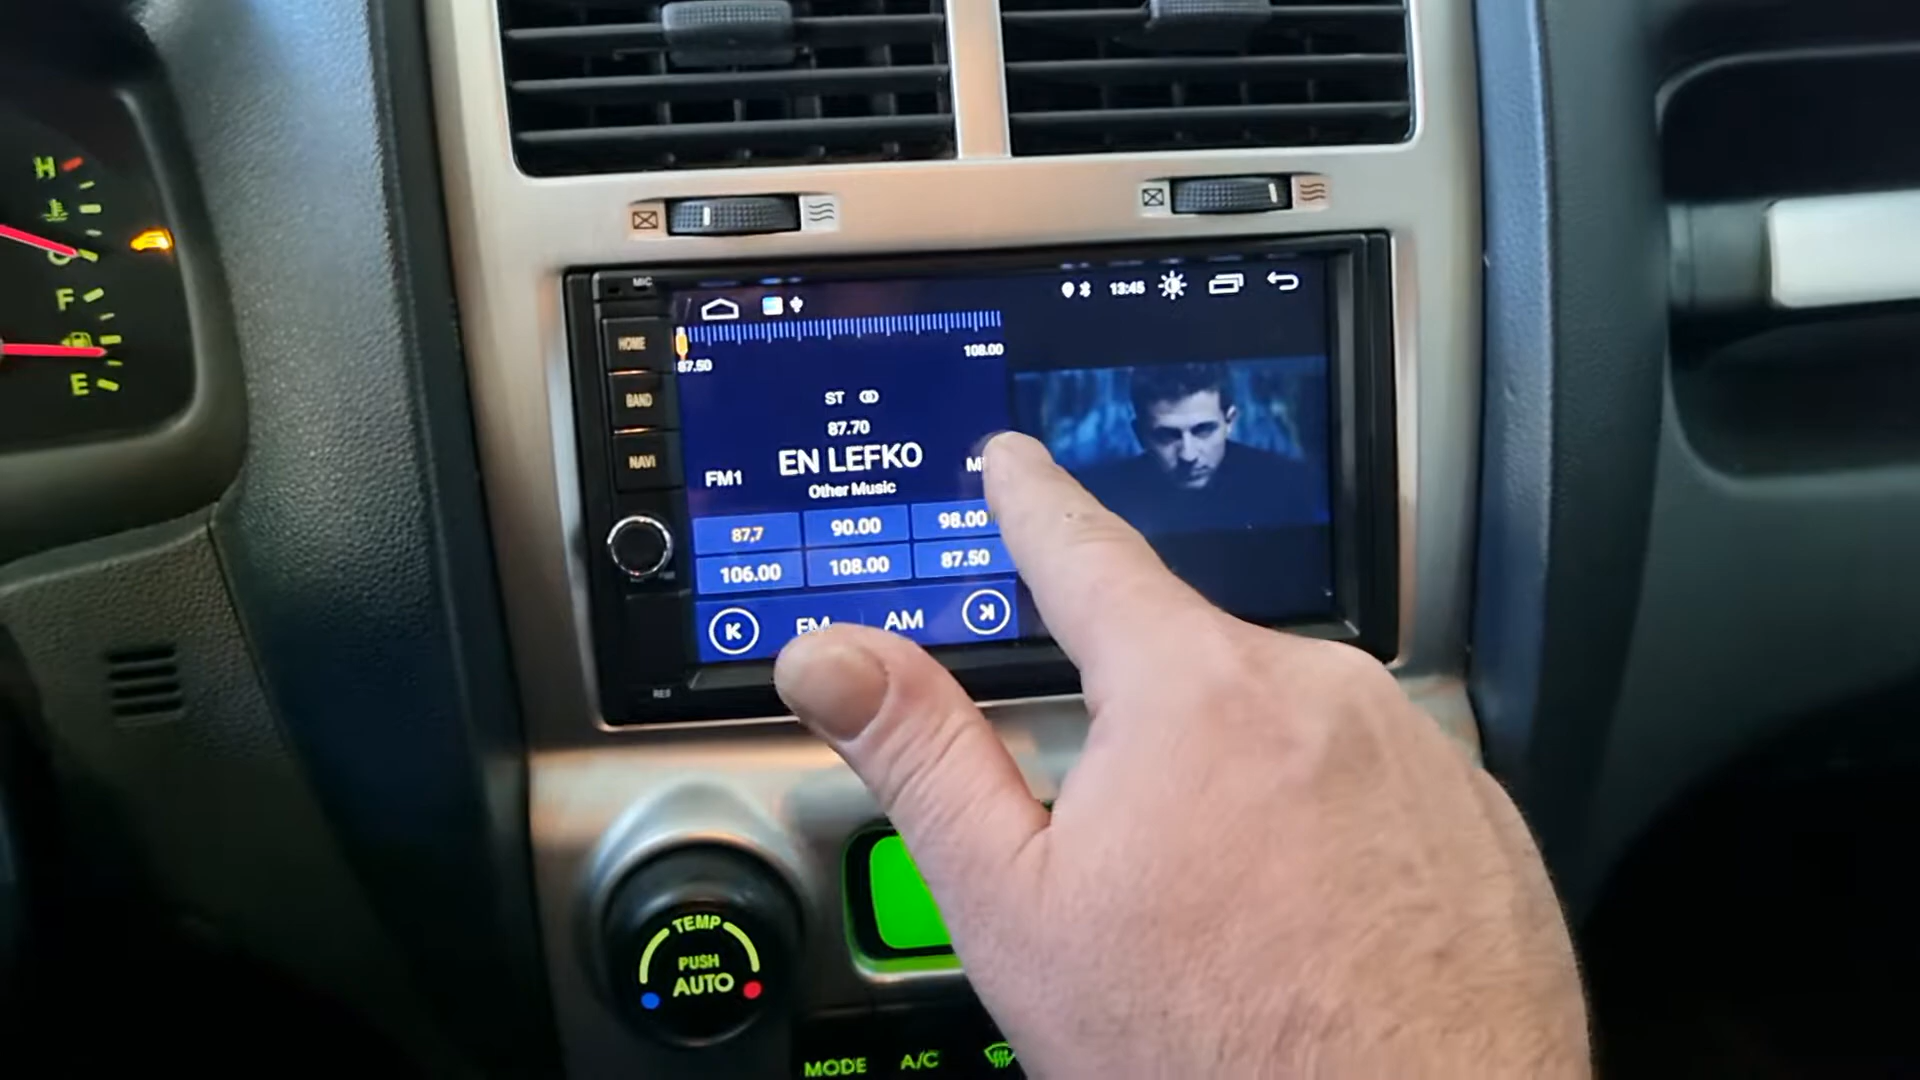 H
C
F
E
MIC
HOME
BAND
NAVI
13:45
87.50
108.00
ST
87.70
EN LEFKO
FM1
Other Music
87,7
90.00
98.00
106.00
108.00
87.50
FM
AM
TEMP
PUSH
AUTO
MODE
A/C